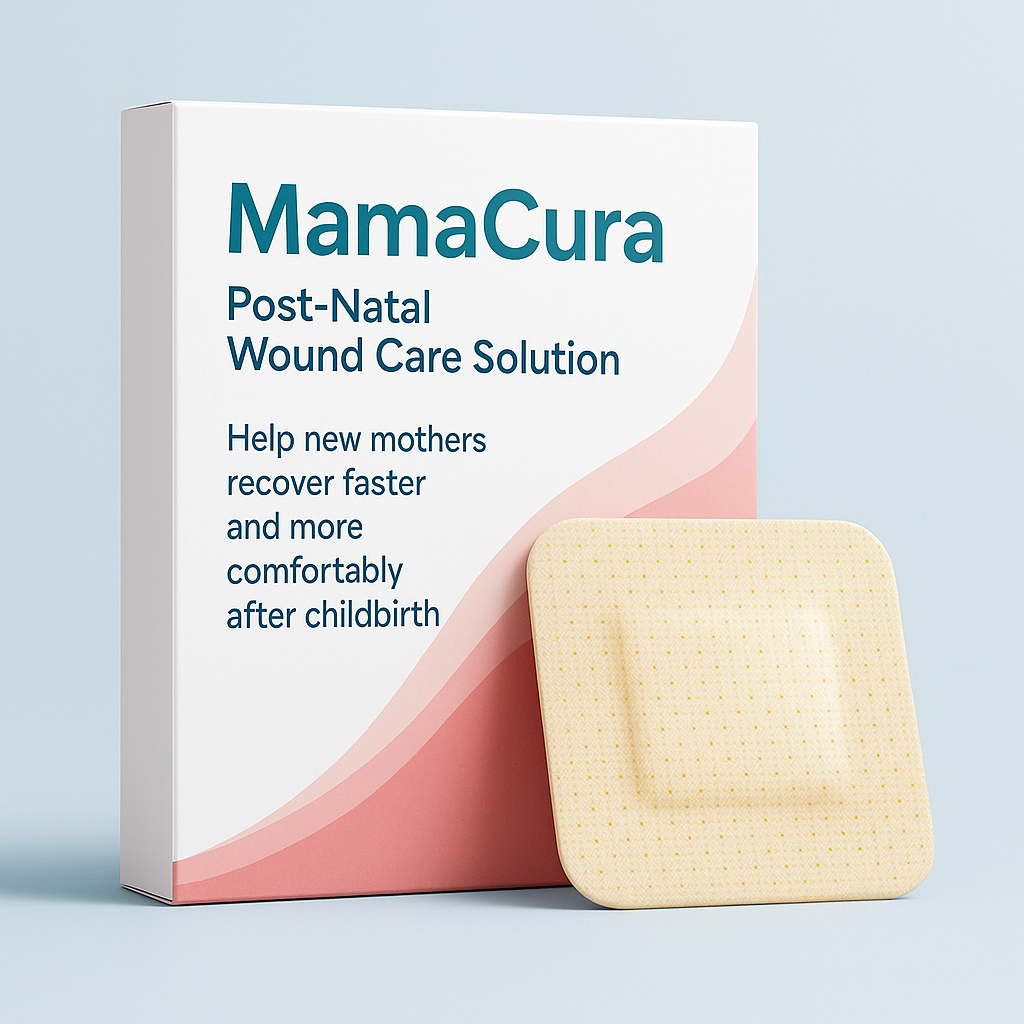 MamaCura
Post-Natal
Wound Care Solution
Help new mothers
recover faster
and more
comfortably
after childbirth